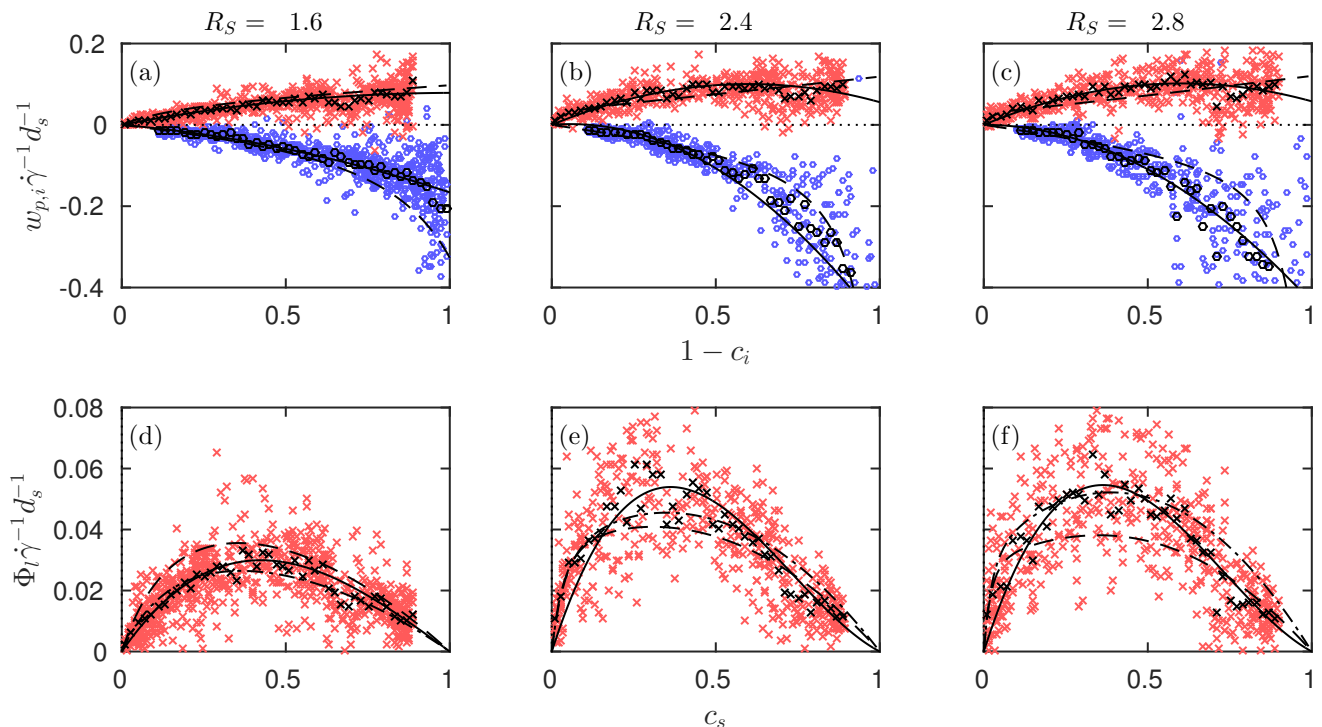 R_S = 1.6 R_S = 2.4 R_S = 2.8
0.2
(a) (b) (c)
0
-0.2
-0.4
w_{p,i} γ̇^{-1} d_s^{-1}
0 0.5 1 0 0.5 1 0 0.5 1
1 − c_i
0.08
(d) (e) (f)
0.06
0.04
0.02
0
Φ_l γ̇^{-1} d_s^{-1}
0 0.5 1 0 0.5 1 0 0.5 1
c_s